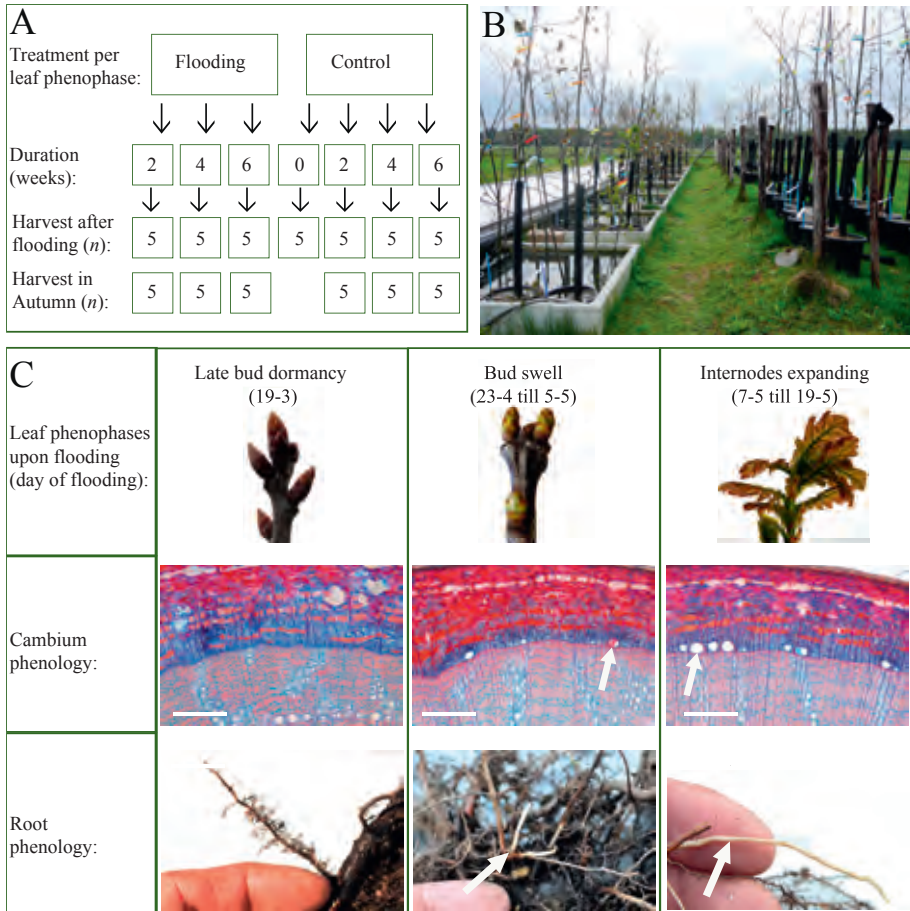 A
Treatment per
leaf phenophase:
Flooding
Control
Duration
(weeks):
2 4 6 0 2 4 6
Harvest after
flooding (n):
5 5 5 5 5 5 5
Harvest in
Autumn (n):
5 5 5 5 5 5
B
C
Leaf phenophases
upon flooding
(day of flooding):
Late bud dormancy
(19-3)
Bud swell
(23-4 till 5-5)
Internodes expanding
(7-5 till 19-5)
Cambium
phenology:
Root
phenology: